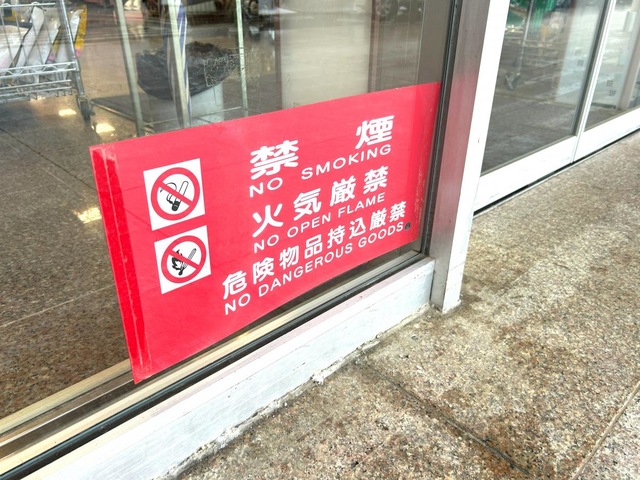 禁煙
NO SMOKING
火気厳禁
NO OPEN FLAME
危険物品持込厳禁
NO DANGEROUS GOODS